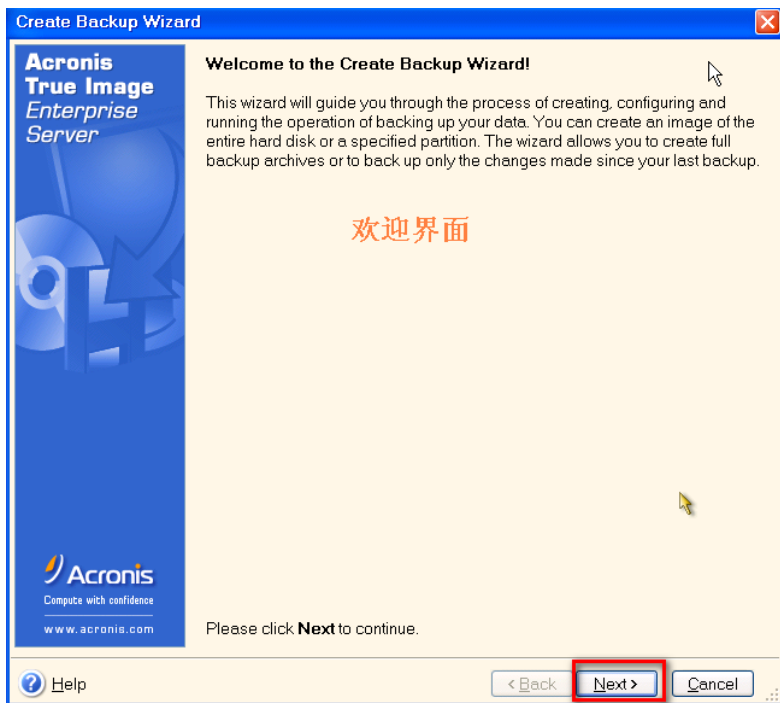 Create Backup Wizard
Acronis
True Image
Enterprise
Server
Welcome to the Create Backup Wizard!
This wizard will guide you through the process of creating, configuring and
running the operation of backing up your data. You can create an image of the
entire hard disk or a specified partition. The wizard allows you to create full
backup archives or to back up only the changes made since your last backup.
欢迎界面
Acronis
Compute with confidence
www.acronis.com
Please click Next to continue.
Help
< Back
Next >
Cancel